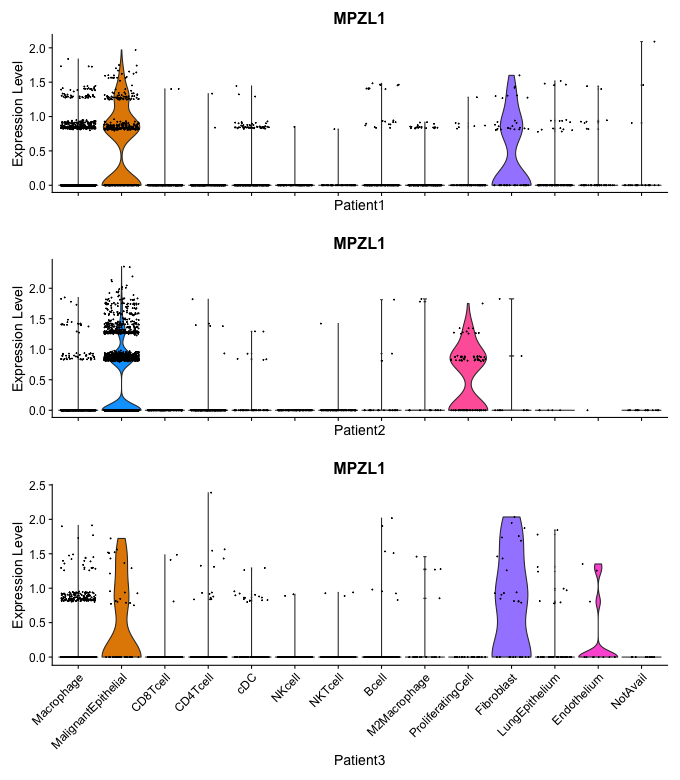 MPZL1
Expression Level
2.0
1.5
1.0
0.5
0.0
Patient1
MPZL1
Expression Level
2.0
1.5
1.0
0.5
0.0
Patient2
MPZL1
Expression Level
2.5
2.0
1.5
1.0
0.5
0.0
Macrophage
MalignantEpithelial
CD8Tcell
CD4Tcell
cDC
NKcell
NKTcell
Bcell
M2Macrophage
ProliferatingCell
Fibroblast
LungEpithelium
Endothelium
NotAvail
Patient3